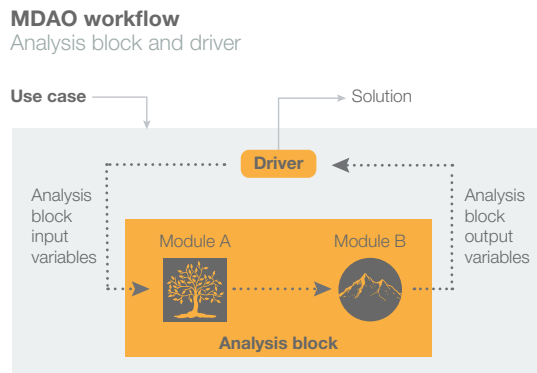 MDAO workflow
Analysis block and driver
Use case
Solution
Driver
Analysis
block
input
variables
Analysis
block
output
variables
Module A
Module B
Analysis block